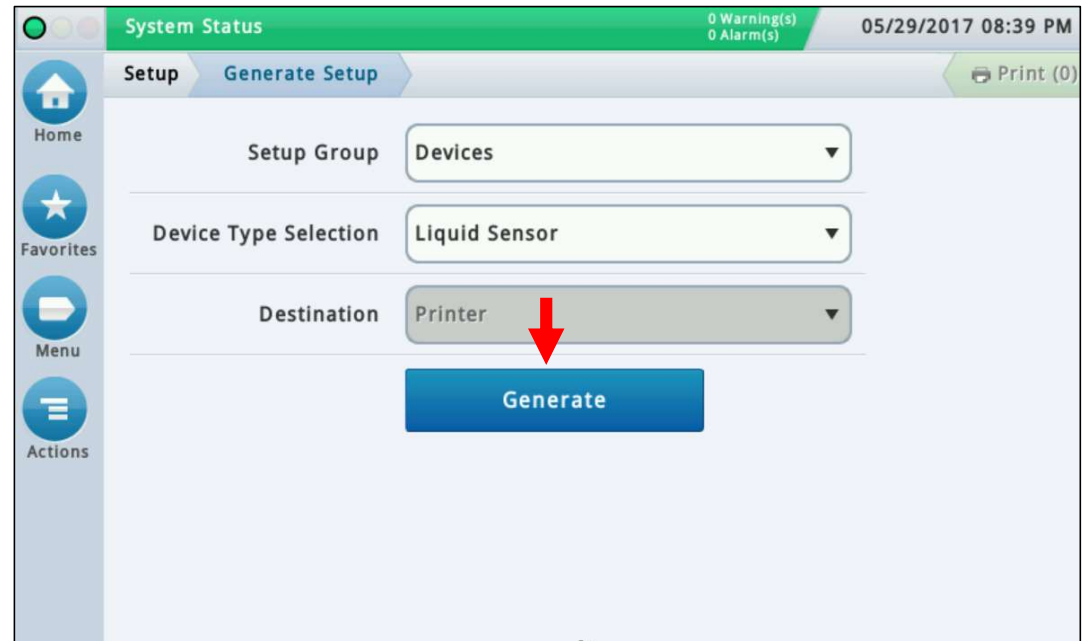 System Status
0 Warning(s)
0 Alarm(s)
05/29/2017 08:39 PM
Setup Generate Setup
Print (0)
Home
Setup Group Devices
Favorites
Device Type Selection Liquid Sensor
Destination Printer
Menu
Generate
Actions